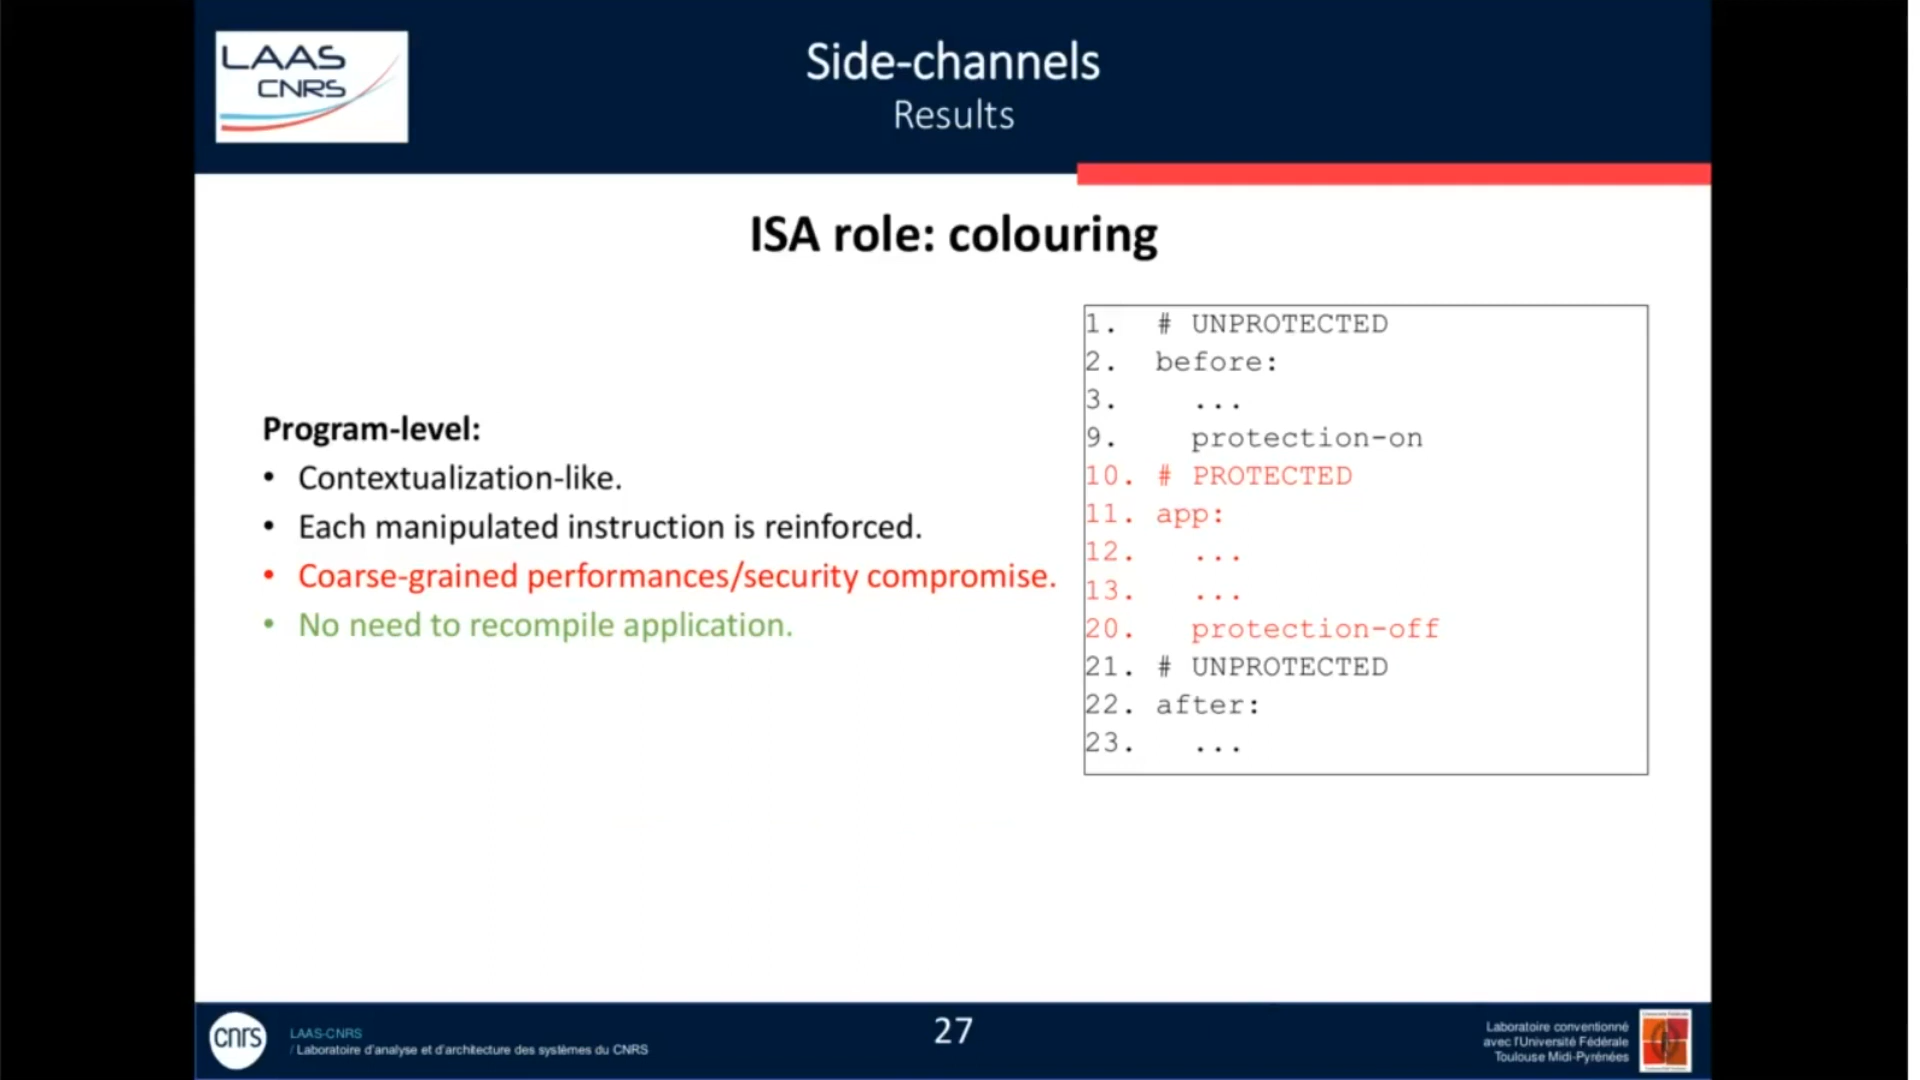 LAAS
CNRS
Side-channels
Results
ISA role: colouring
Program-level:
• Contextualization-like.
• Each manipulated instruction is reinforced.
• Coarse-grained performances/security compromise.
• No need to recompile application.
1. # UNPROTECTED
2. before:
3. ...
9. protection-on
10. # PROTECTED
11. app:
12. ...
13. ...
20. protection-off
21. # UNPROTECTED
22. after:
23. ...
cnrs
LAAS-CNRS
/ Laboratoire d'analyse et d'architecture des systèmes du CNRS
27
Laboratoire conventionné
avec l'Université Fédérale
Toulouse Midi-Pyrénées